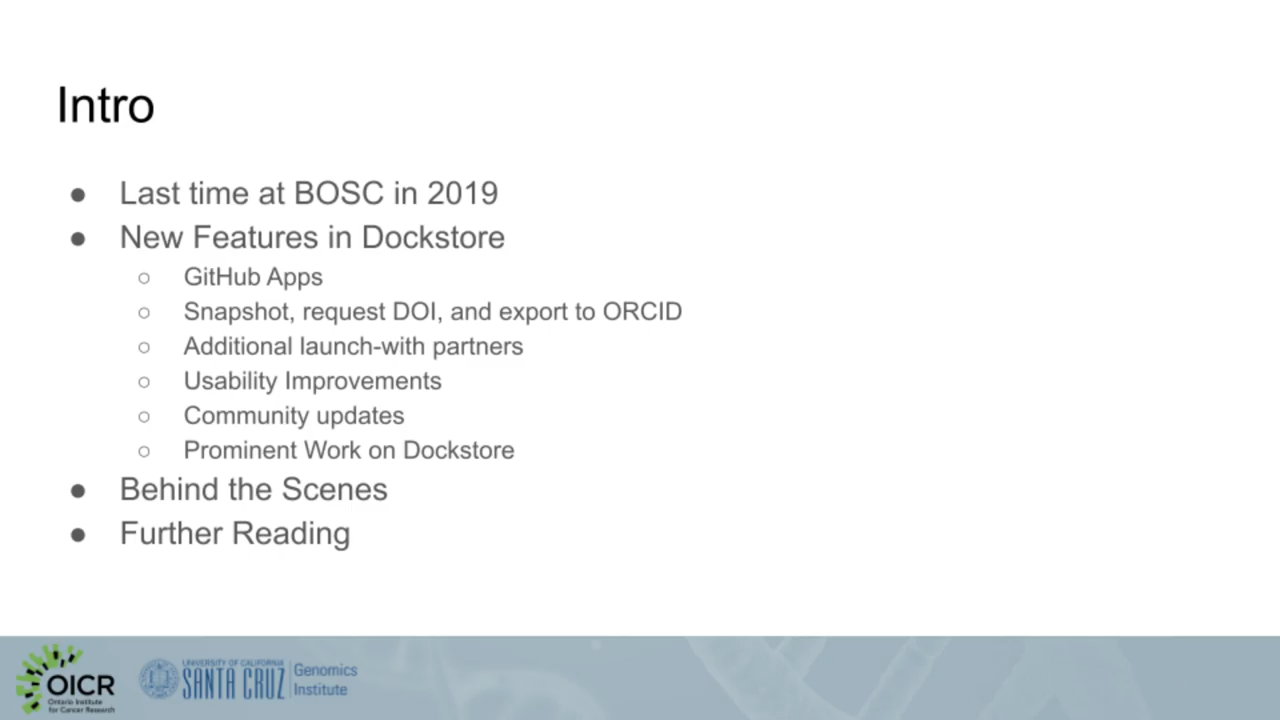 Intro
● Last time at BOSC in 2019
● New Features in Dockstore
○ GitHub Apps
○ Snapshot, request DOI, and export to ORCID
○ Additional launch-with partners
○ Usability Improvements
○ Community updates
○ Prominent Work on Dockstore
● Behind the Scenes
● Further Reading
OICR
Ontario Institute
for Cancer Research
UNIVERSITY OF CALIFORNIA
SANTA CRUZ
Genomics
Institute